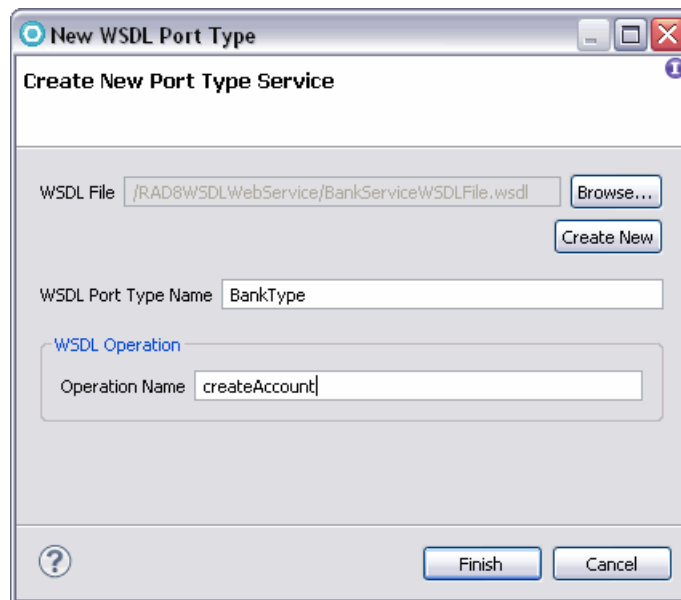 New WSDL Port Type
Create New Port Type Service
WSDL File /RAD8WSDLWebService/BankServiceWSDLFile.wsdl Browse...
Create New
WSDL Port Type Name BankType
WSDL Operation
Operation Name createAccount
? Finish Cancel